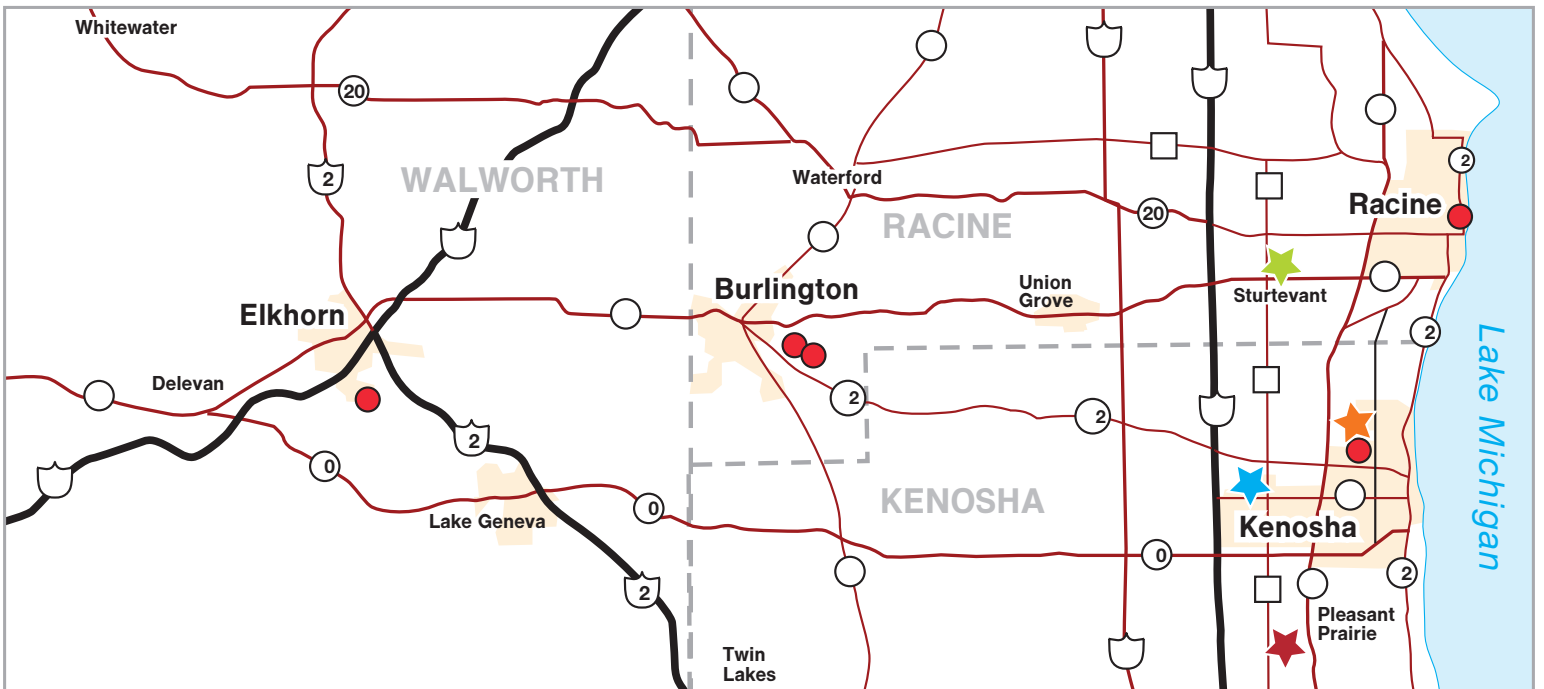 Whitewater
20
2
WALWORTH
2
Waterford
20
Racine
RACINE
Burlington
Union
Grove
Sturtevant
Elkhorn
2
Delevan
2
2
Lake Michigan
2
0
Lake Geneva
0
KENOSHA
Kenosha
0
2
2
Pleasant
Prairie
Twin
Lakes